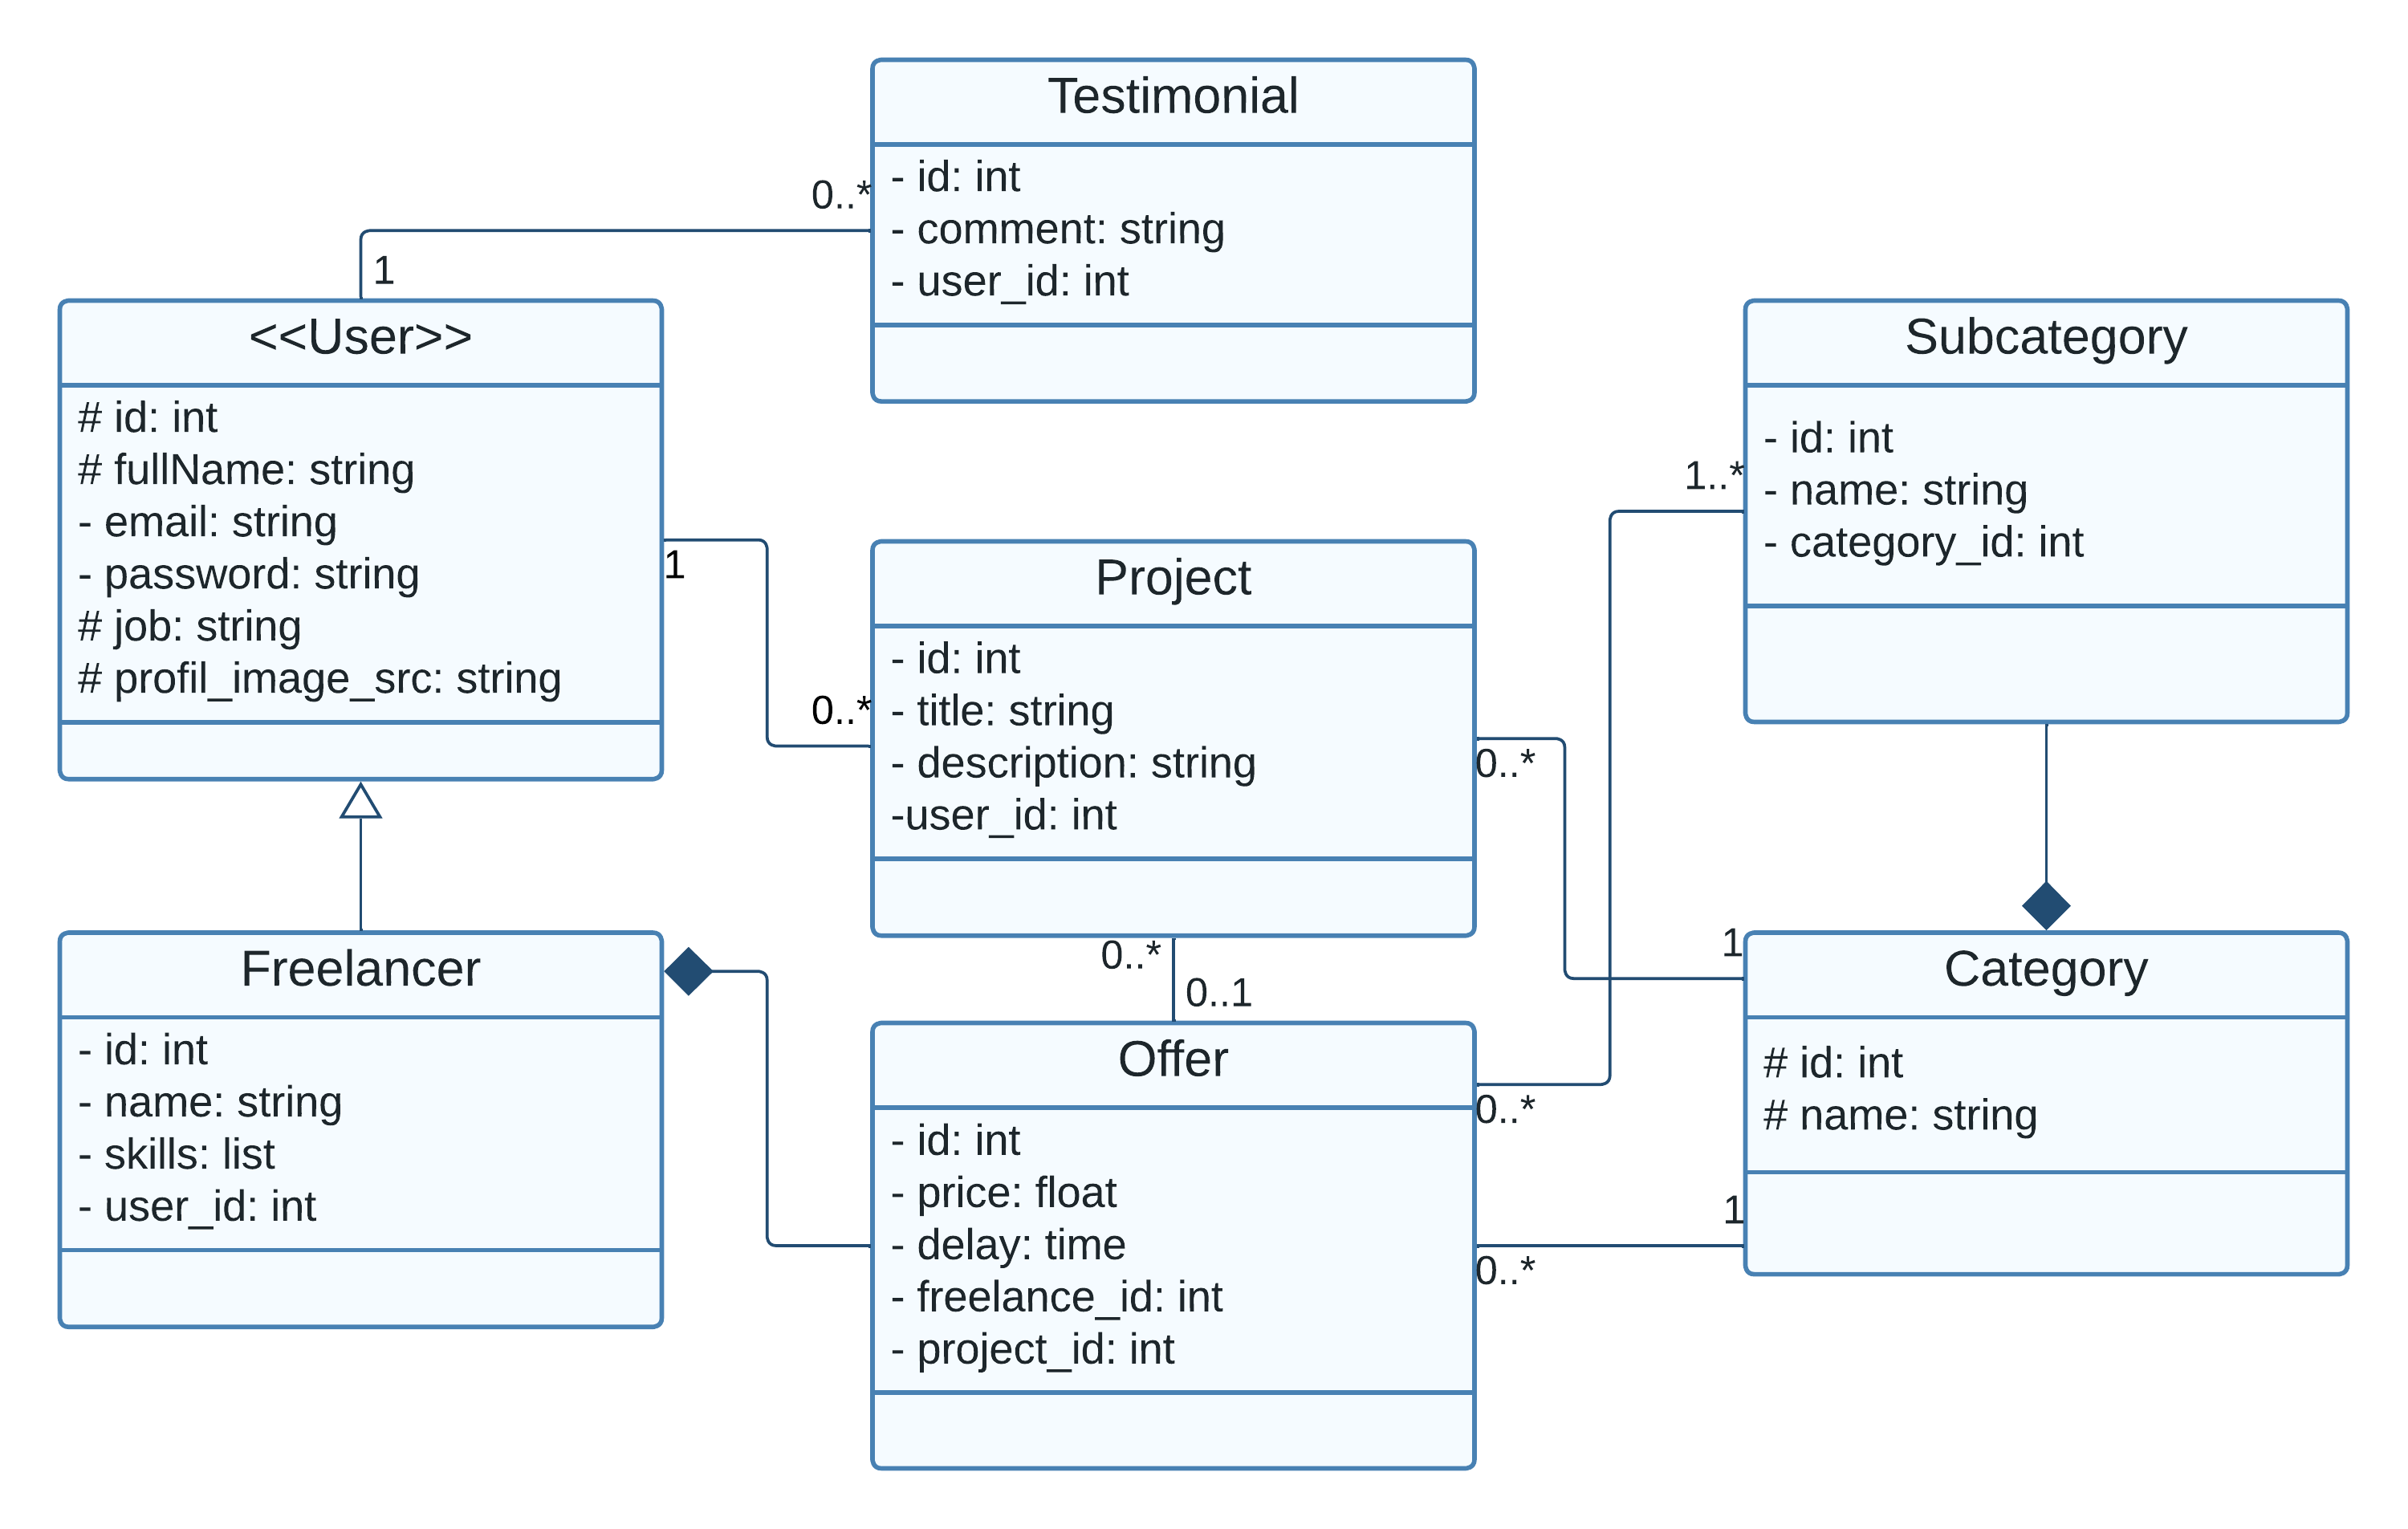 Testimonial
- id: int
- comment: string
- user_id: int
0..*
1
<<User>>
# id: int
# fullName: string
- email: string
- password: string
# job: string
# profil_image_src: string
1
0..*
Project
- id: int
- title: string
- description: string
-user_id: int
0..*
1
Subcategory
- id: int
- name: string
- category_id: int
1..*
0..*
0..1
Freelancer
- id: int
- name: string
- skills: list
- user_id: int
Offer
- id: int
- price: float
- delay: time
- freelance_id: int
- project_id: int
0..*
0..*
1
Category
# id: int
# name: string